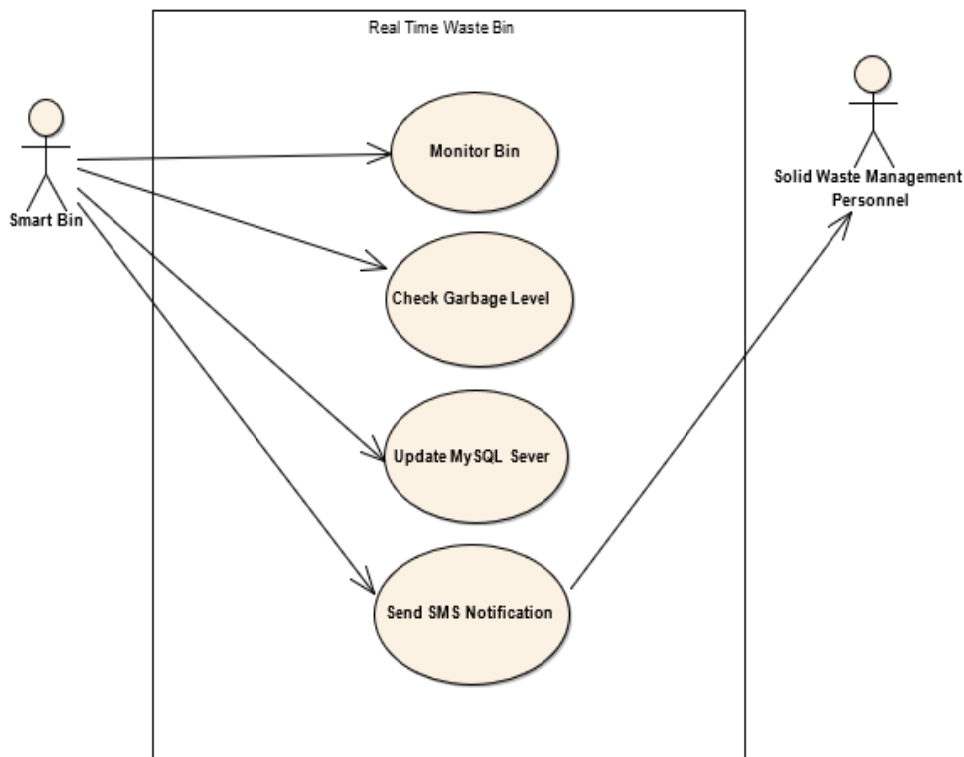 Real Time Waste Bin
Monitor Bin
Smart Bin
Solid Waste Management
Personnel
Check Garbage Level
Update MySQL Sever
Send SMS Notification